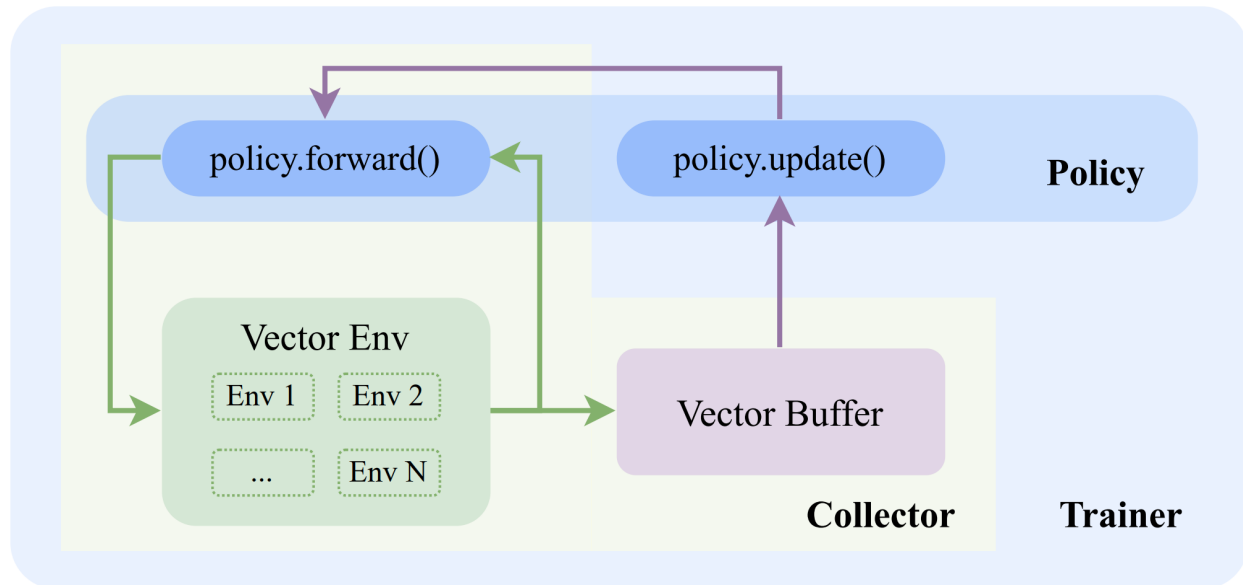 policy.forward()
policy.update()
Policy
Vector Env
Env 1
Env 2
...
Env N
Vector Buffer
Collector
Trainer